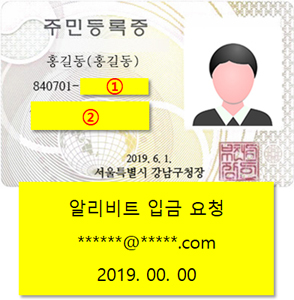 주민등록증
홍길동(홍길동)
840701- ①
②
2019. 6. 1.
서울특별시 강남구청장
알리비트 입금 요청
******@*****.com
2019. 00. 00